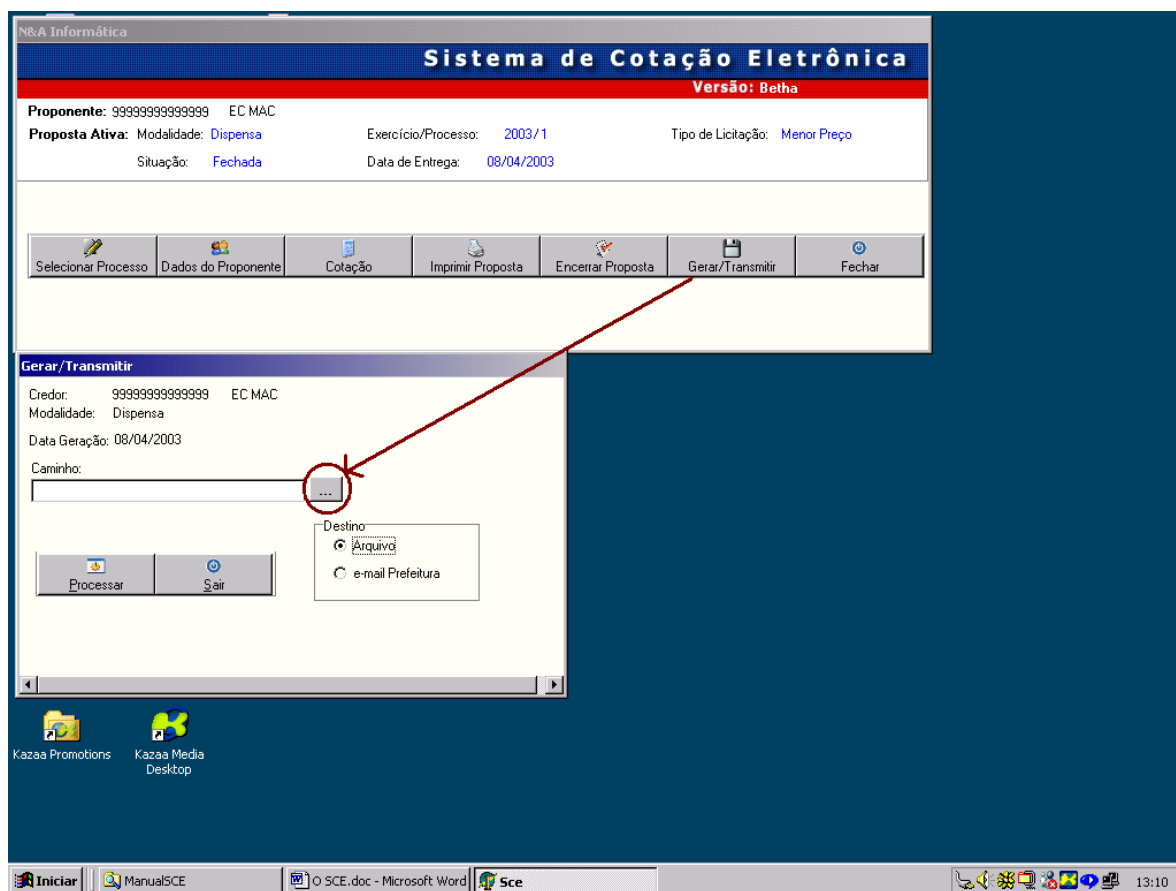 N&A Informática
Sistema de Cotação Eletrônica
Versão: Betha
Proponente: 99999999999999 EC MAC
Proposta Ativa: Modalidade: Dispensa Exercício/Processo: 2003/1 Tipo de Licitação: Menor Preço
Situação: Fechada Data de Entrega: 08/04/2003
Selecionar Processo Dados do Proponente Cotação Imprimir Proposta Encerrar Proposta Gerar/Transmitir Fechar
Gerar/Transmitir
Credor: 99999999999999 EC MAC
Modalidade: Dispensa
Data Geração: 08/04/2003
Caminho:
...
Destino
Arquivo
e-mail Prefeitura
Processar Sair
Kazaa Promotions Kazaa Media
Desktop
Iniciar ManualSCE O SCE.doc - Microsoft Word Sce 13:10